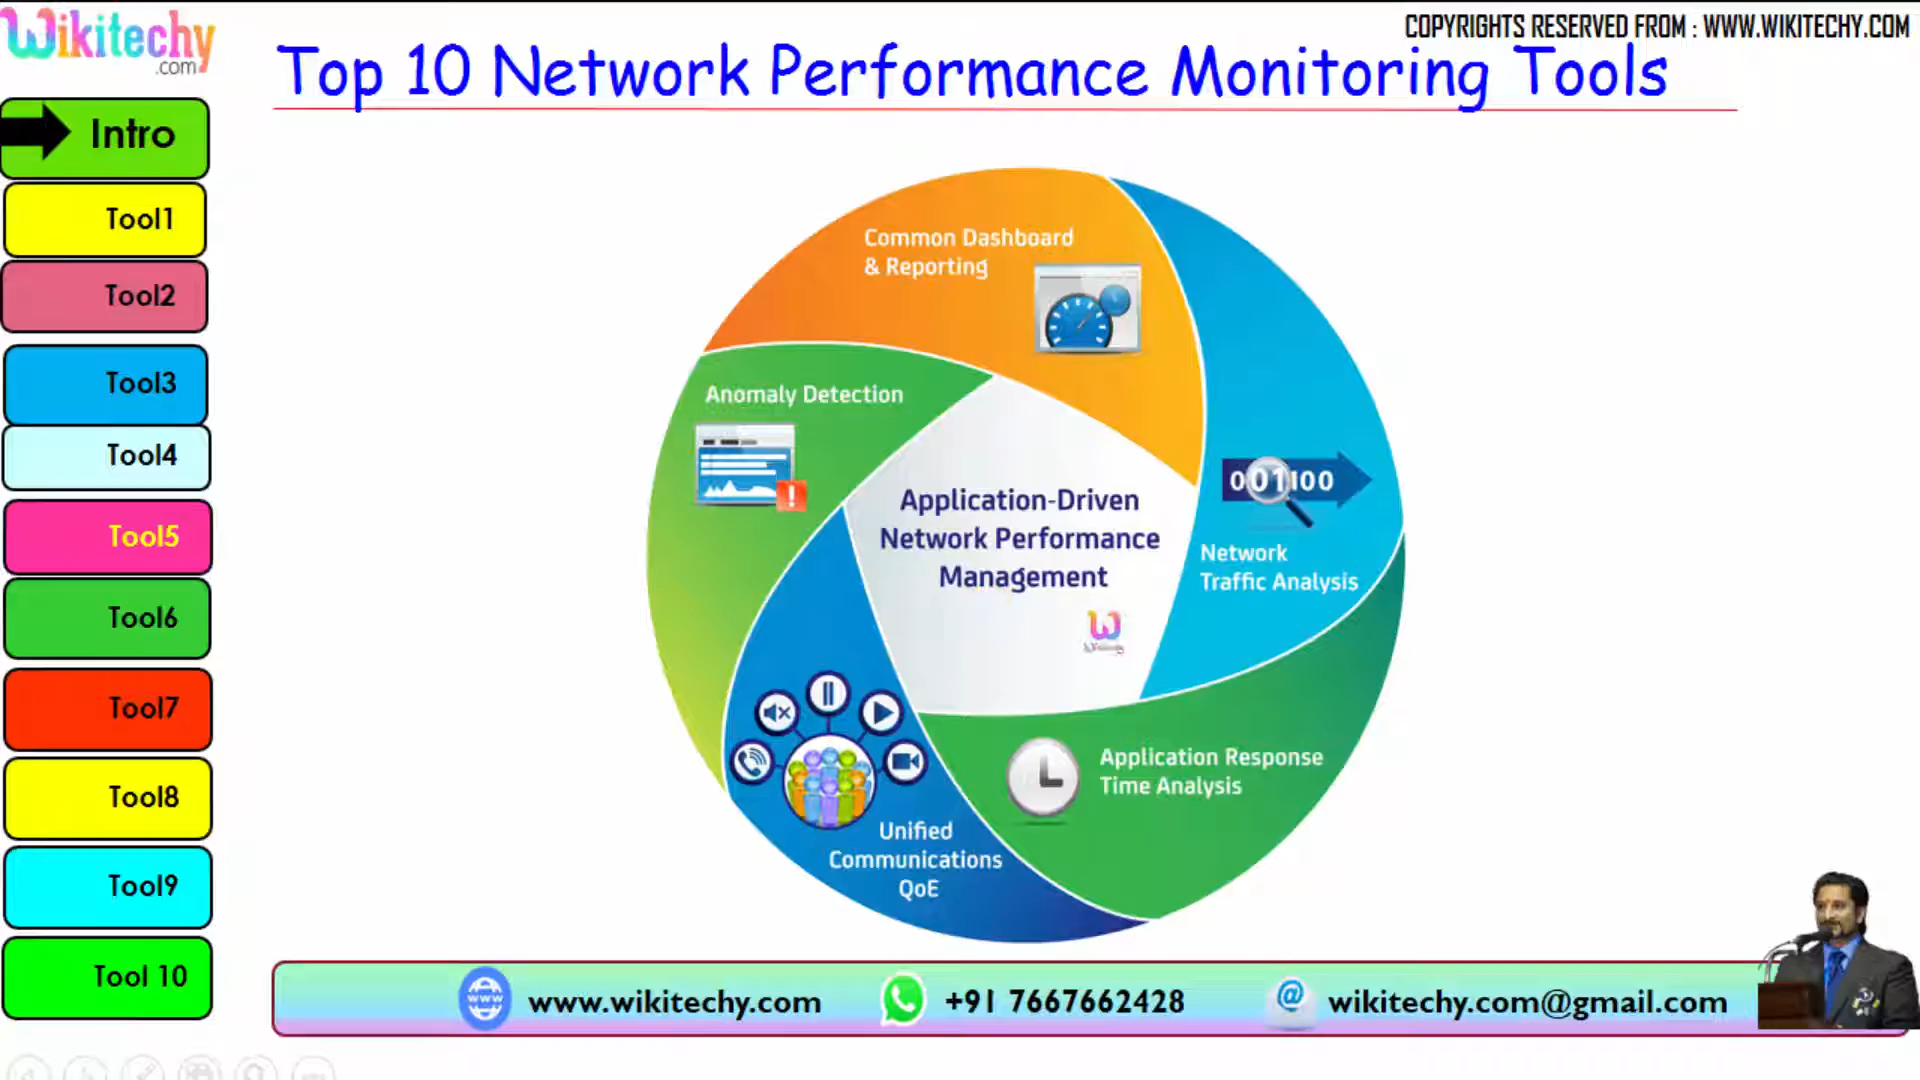 Wikitechy
.com
COPYRIGHTS RESERVED FROM : WWW.WIKITECHY.COM
Top 10 Network Performance Monitoring Tools
Intro
Tool1
Tool2
Tool3
Tool4
Tool5
Tool6
Tool7
Tool8
Tool9
Tool 10
Common Dashboard
& Reporting
Anomaly Detection
!
001100
Network
Traffic Analysis
Application-Driven
Network Performance
Management
W
Application Response
Time Analysis
Unified
Communications
QoE
WWW
www.wikitechy.com
+91 7667662428
@
wikitechy.com@gmail.com